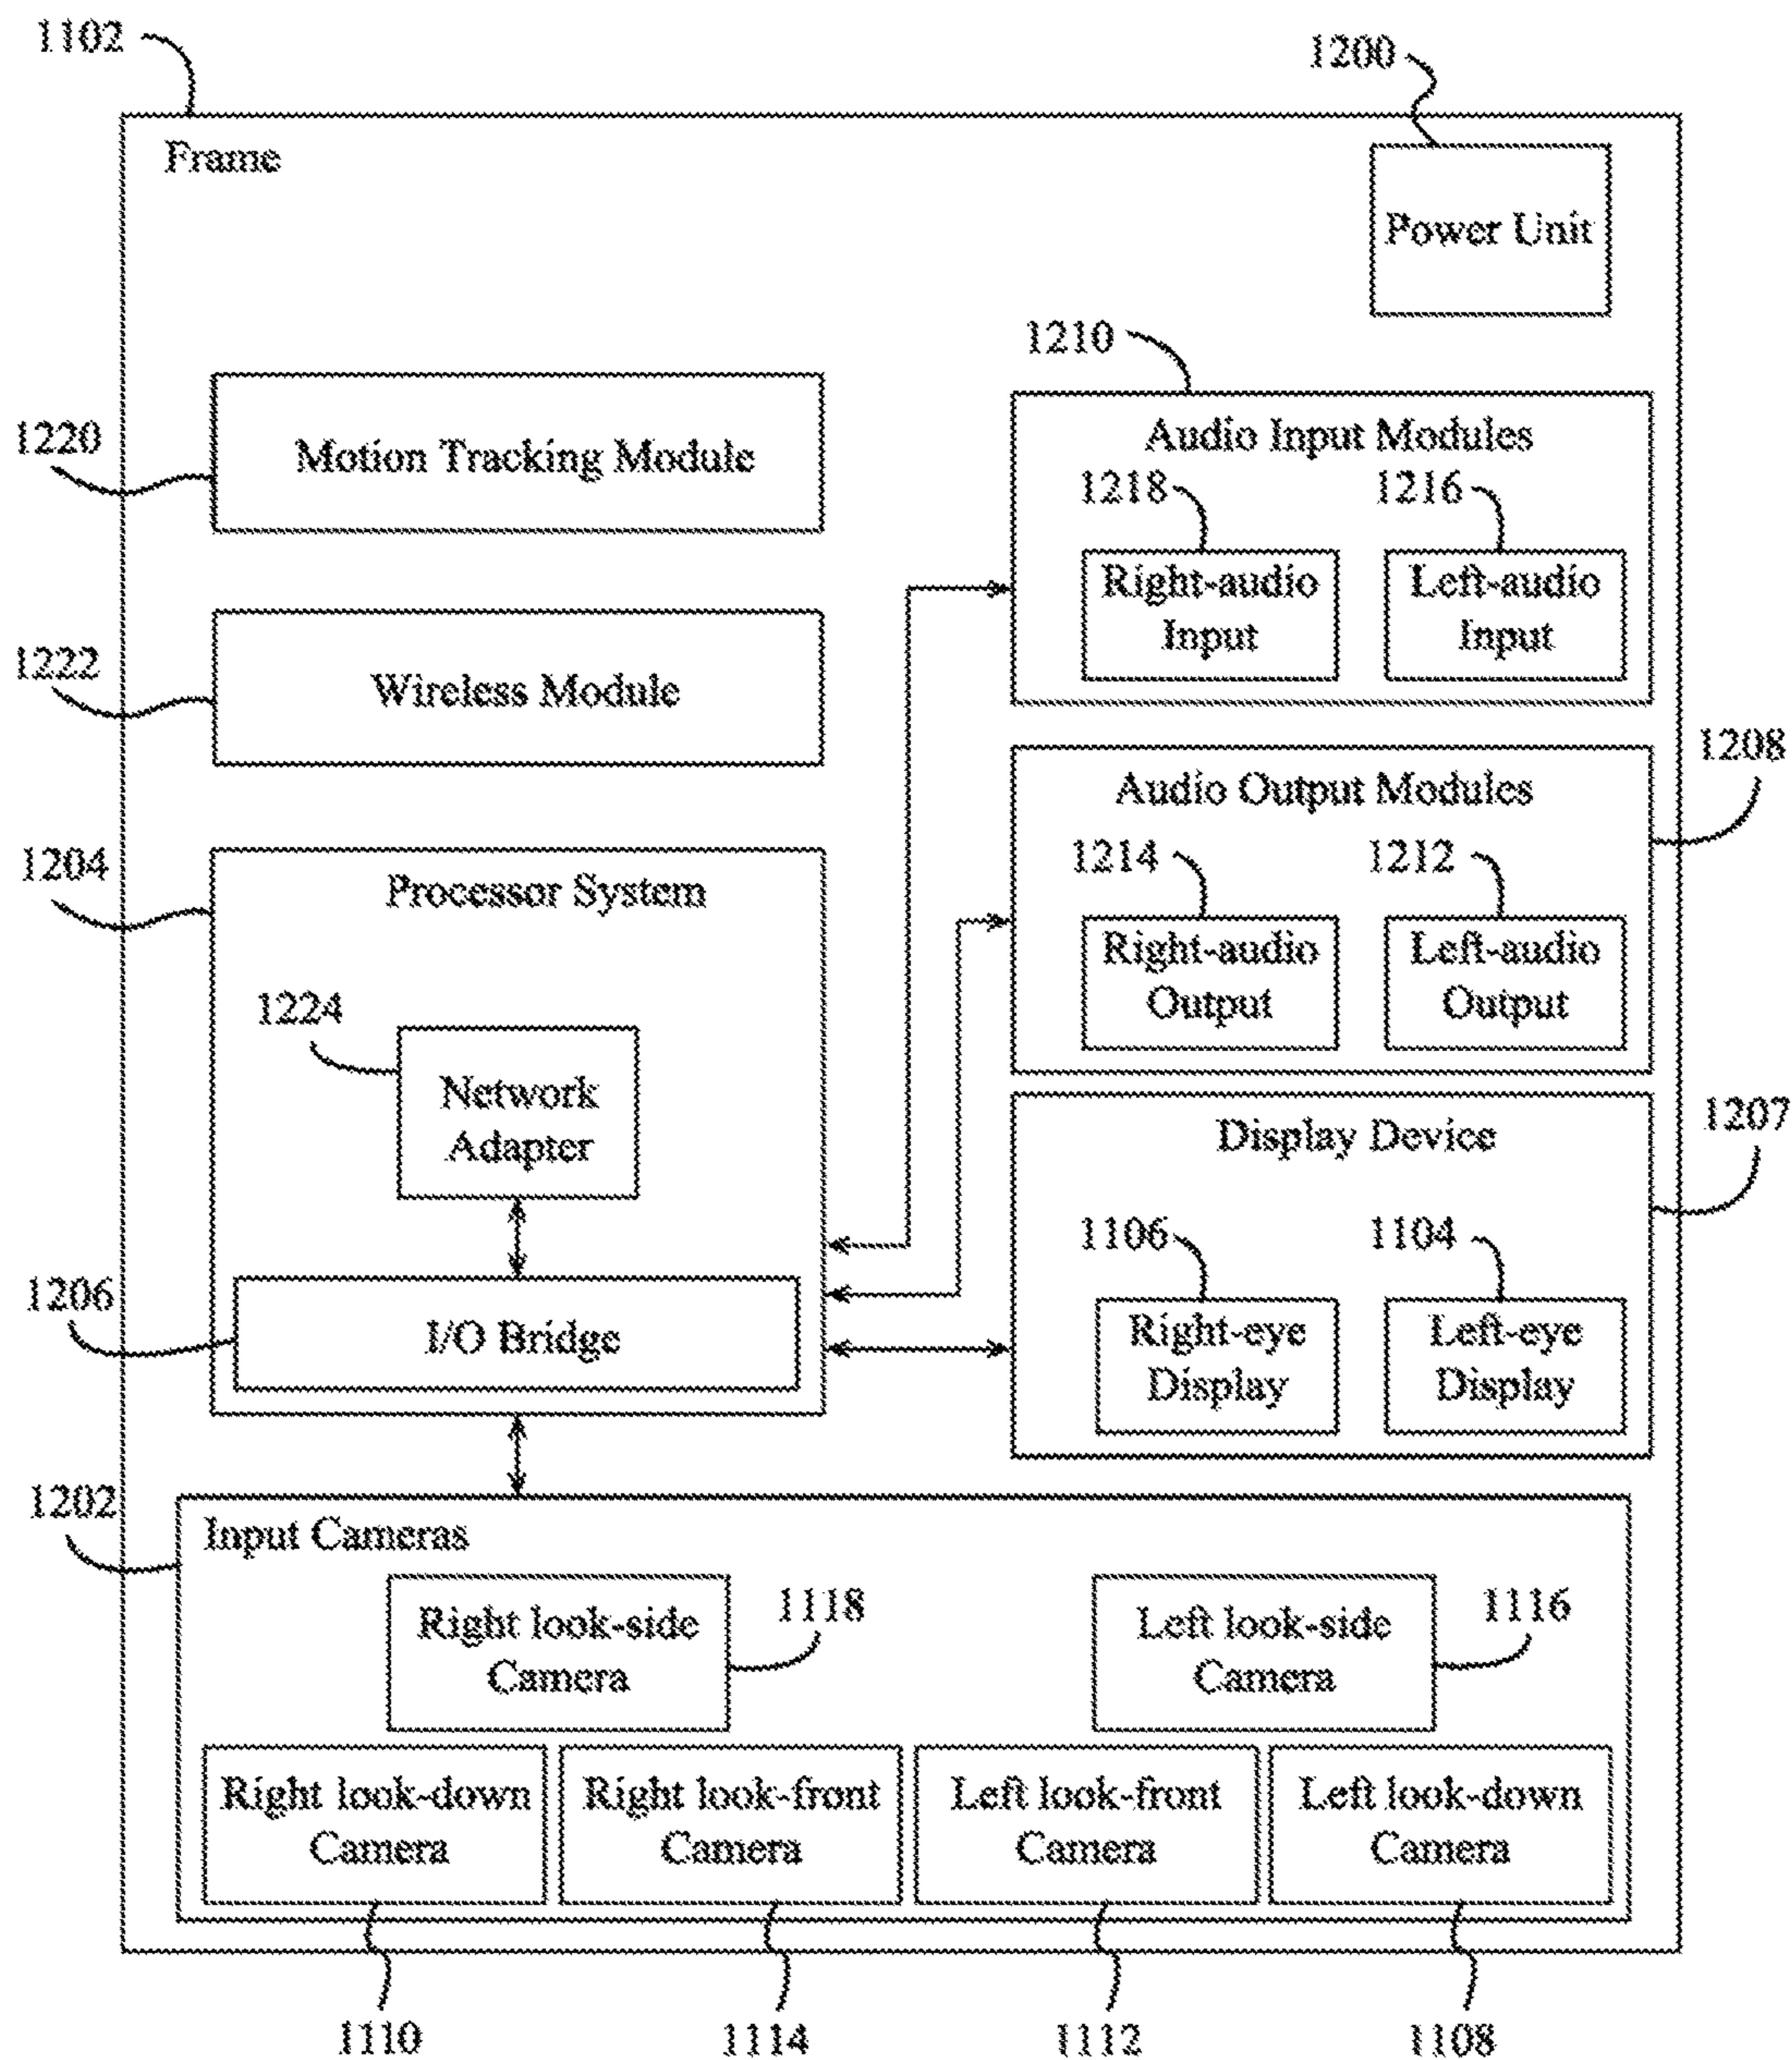 1102
1200
Frame
Power Unit
1210
1220
Motion Tracking Module
Audio Input Modules
1218
1216
Right-audio
Input
Left-audio
Input
1222
Wireless Module
1208
Audio Output Modules
1214
1212
Right-audio
Output
Left-audio
Output
1204
Processor System
1224
Network
Adapter
1207
Display Device
1106
1104
Right-eye
Display
Left-eye
Display
1206
I/O Bridge
1202
Input Cameras
Right look-side
Camera
1118
Left look-side
Camera
1116
Right look-down
Camera
Right look-front
Camera
Left look-front
Camera
Left look-down
Camera
1110
1114
1112
1108